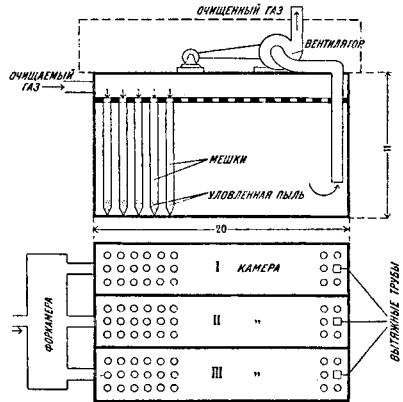 ОЧИЩЕННЫЙ ГАЗ
ВЕНТИЛЯТОР
ОЧИЩАЕМЫЙ
ГАЗ
МЕШКИ
УЛОВЛЕННАЯ ПЫЛЬ
11
20
I КАМЕРА
II "
III "
ФОРКАМЕРА
ВЫТЯЖНЫЕ ТРУБЫ